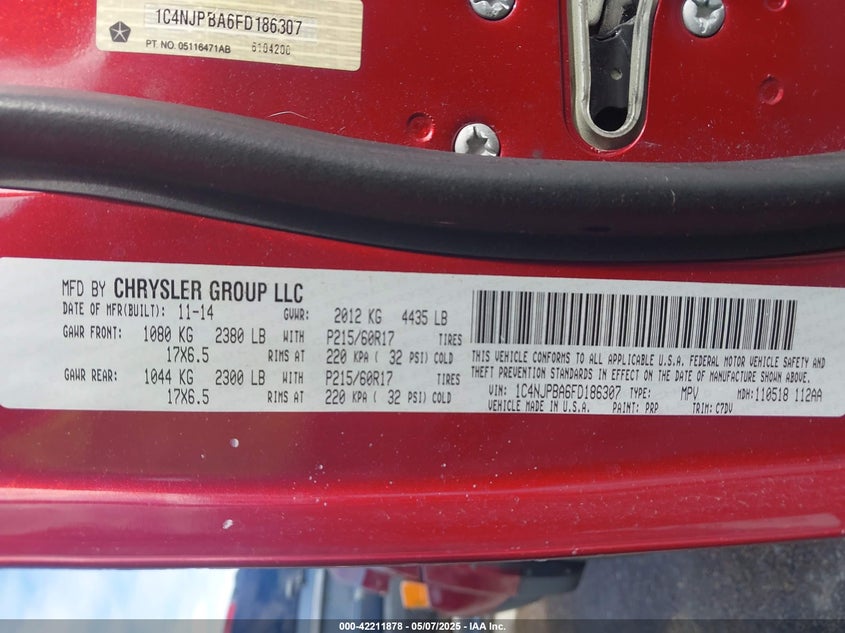 1C4NJPBA6FD186307
PT NO. 05116471AB 6104200
MFD BY CHRYSLER GROUP LLC
DATE OF MFR(BUILT): 11-14 GVWR: 2012 KG 4435 LB
GAWR FRONT: 1080 KG 2380 LB WITH P215/60R17 TIRES
17X6.5 RIMS AT 220 KPA ( 32 PSI) COLD
GAWR REAR: 1044 KG 2300 LB WITH P215/60R17 TIRES
17X6.5 RIMS AT 220 KPA ( 32 PSI) COLD
THIS VEHICLE CONFORMS TO ALL APPLICABLE U.S.A. FEDERAL MOTOR VEHICLE SAFETY AND
THEFT PREVENTION STANDARDS IN EFFECT ON THE DATE OF MANUFACTURE SHOWN ABOVE.
VIN: 1C4NJPBA6FD186307 TYPE: MPV MDH:110518 112AA
VEHICLE MADE IN U.S.A. PAINT: PRP TRIM: C7DV
000-42211878 - 05/07/2025 - IAA Inc.